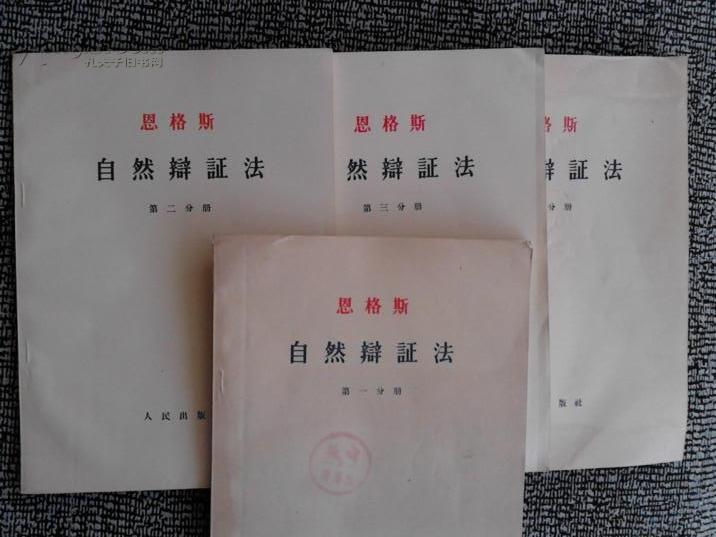 孔夫子旧书网
恩格斯
自然辯証法
第二分册
人民出版
恩格斯
然辯証法
第三分册
格斯
辯証法
分册
版社
恩格斯
自然辯証法
第一分册